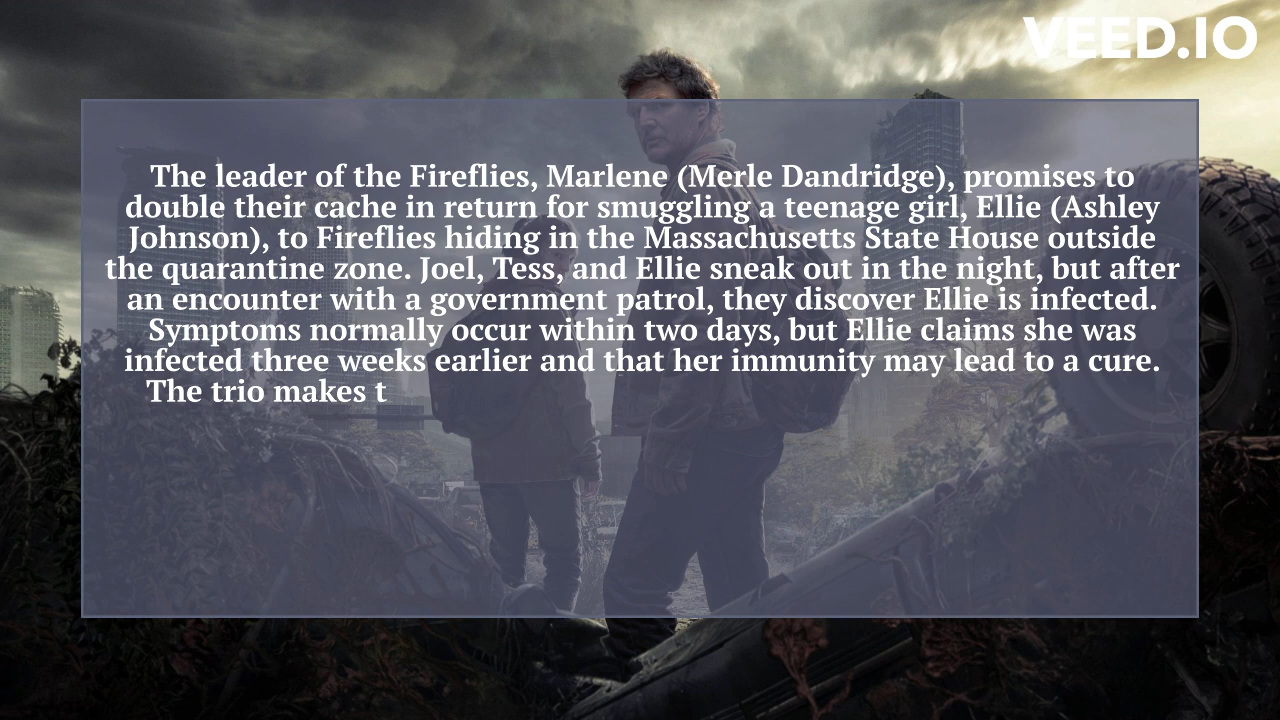 VEED.IO
The leader of the Fireflies, Marlene (Merle Dandridge), promises to
double their cache in return for smuggling a teenage girl, Ellie (Ashley
Johnson), to Fireflies hiding in the Massachusetts State House outside
the quarantine zone. Joel, Tess, and Ellie sneak out in the night, but after
an encounter with a government patrol, they discover Ellie is infected.
Symptoms normally occur within two days, but Ellie claims she was
infected three weeks earlier and that her immunity may lead to a cure.
The trio makes t